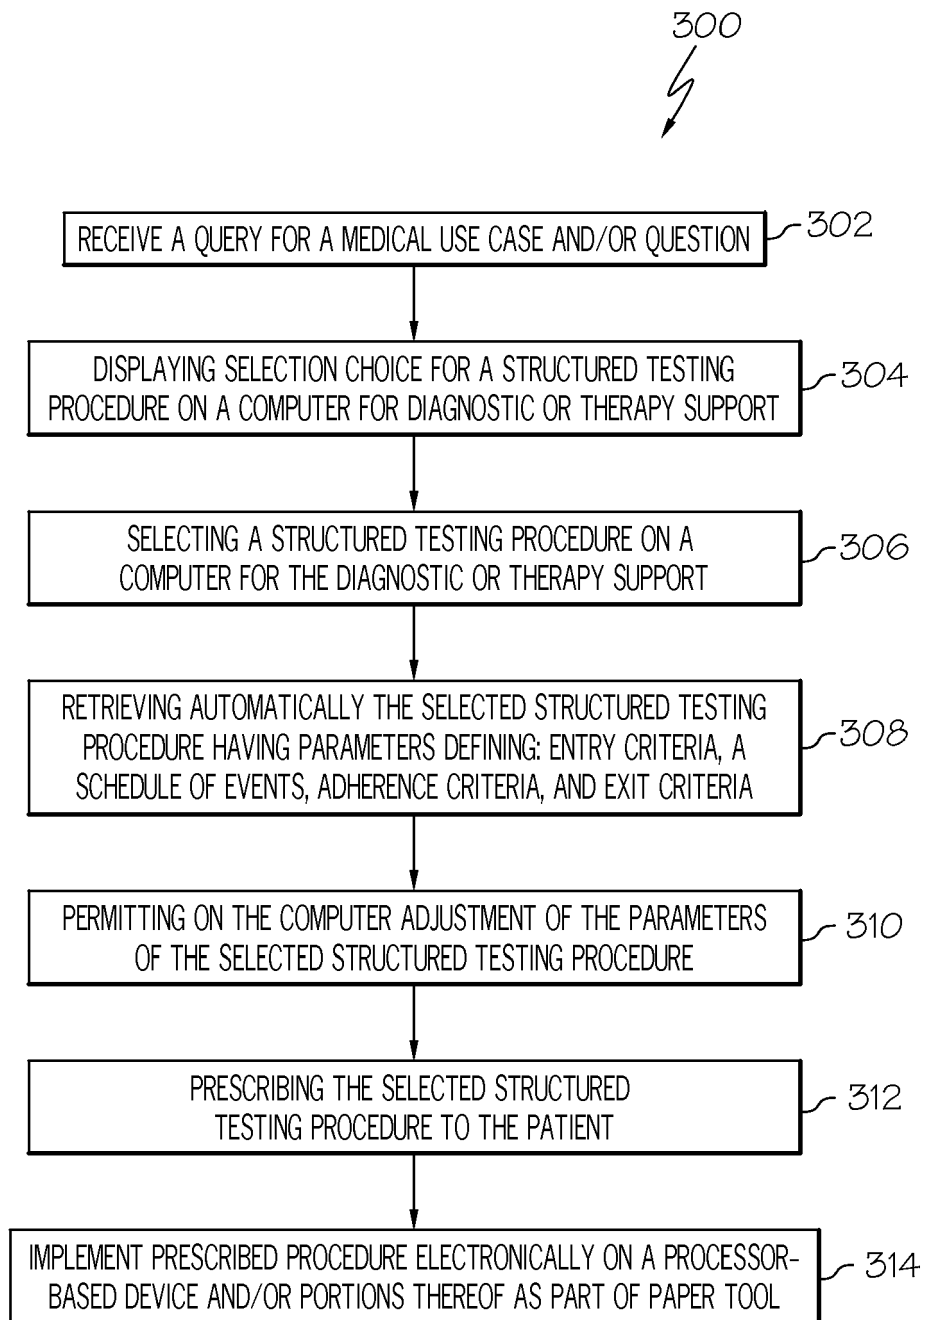 300
RECEIVE A QUERY FOR A MEDICAL USE CASE AND/OR QUESTION
302
DISPLAYING SELECTION CHOICE FOR A STRUCTURED TESTING
PROCEDURE ON A COMPUTER FOR DIAGNOSTIC OR THERAPY SUPPORT
304
SELECTING A STRUCTURED TESTING PROCEDURE ON A
COMPUTER FOR THE DIAGNOSTIC OR THERAPY SUPPORT
306
RETRIEVING AUTOMATICALLY THE SELECTED STRUCTURED TESTING
PROCEDURE HAVING PARAMETERS DEFINING: ENTRY CRITERIA, A
SCHEDULE OF EVENTS, ADHERENCE CRITERIA, AND EXIT CRITERIA
308
PERMITTING ON THE COMPUTER ADJUSTMENT OF THE PARAMETERS
OF THE SELECTED STRUCTURED TESTING PROCEDURE
310
PRESCRIBING THE SELECTED STRUCTURED
TESTING PROCEDURE TO THE PATIENT
312
IMPLEMENT PRESCRIBED PROCEDURE ELECTRONICALLY ON A PROCESSOR-
BASED DEVICE AND/OR PORTIONS THEREOF AS PART OF PAPER TOOL
314